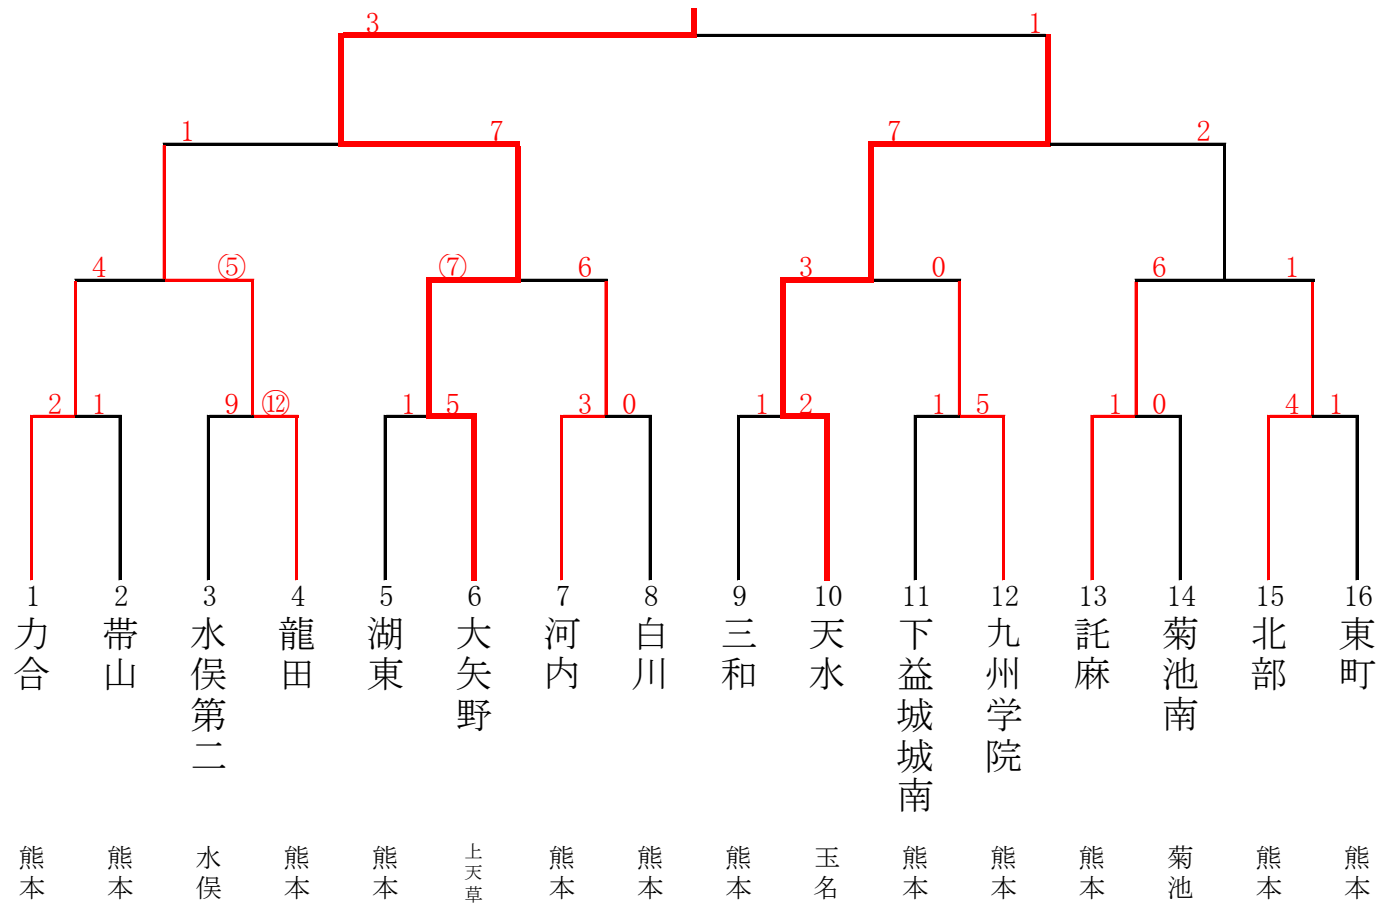 3 1
1 7 7 2
4 ⑤ ⑦ 6 3 0 6 1
2 1 9 ⑫ 1 5 3 0 1 2 1 5 1 0 4 1
1 2 3 4 5 6 7 8 9 10 11 12 13 14 15 16
力合
帯山
水俣第二
龍田
湖東
大矢野
河内
白川
三和
天水
下益城城南
九州学院
託麻
菊池南
北部
東町
熊本
熊本
水俣
熊本
熊本
上天草
熊本
熊本
熊本
玉名
熊本
熊本
熊本
菊池
熊本
熊本